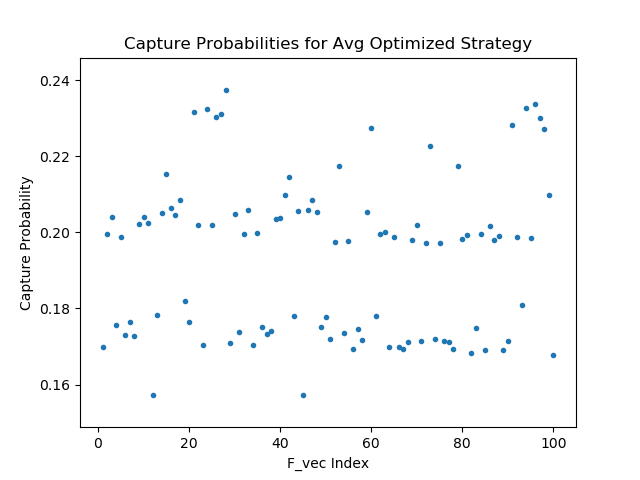 Capture Probabilities for Avg Optimized Strategy
0.24
0.22
0.20
0.18
0.16
Capture Probability
0 20 40 60 80 100
F_vec Index